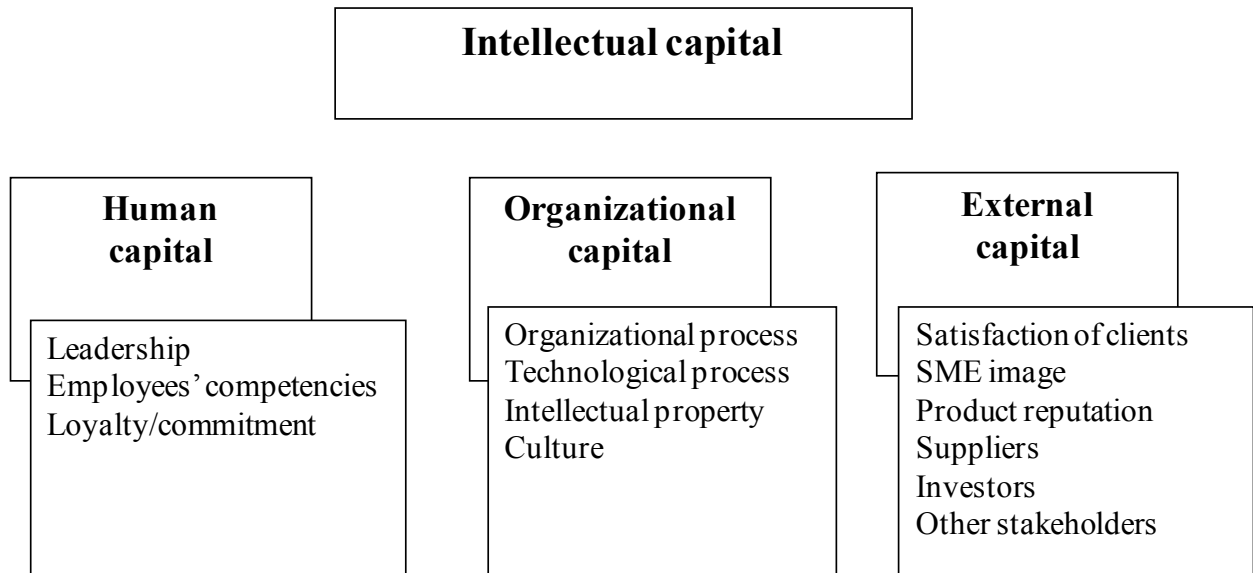 Intellectual capital
Human
capital
Leadership
Employees' competencies
Loyalty/commitment
Organizational
capital
Organizational process
Technological process
Intellectual property
Culture
External
capital
Satisfaction of clients
SME image
Product reputation
Suppliers
Investors
Other stakeholders